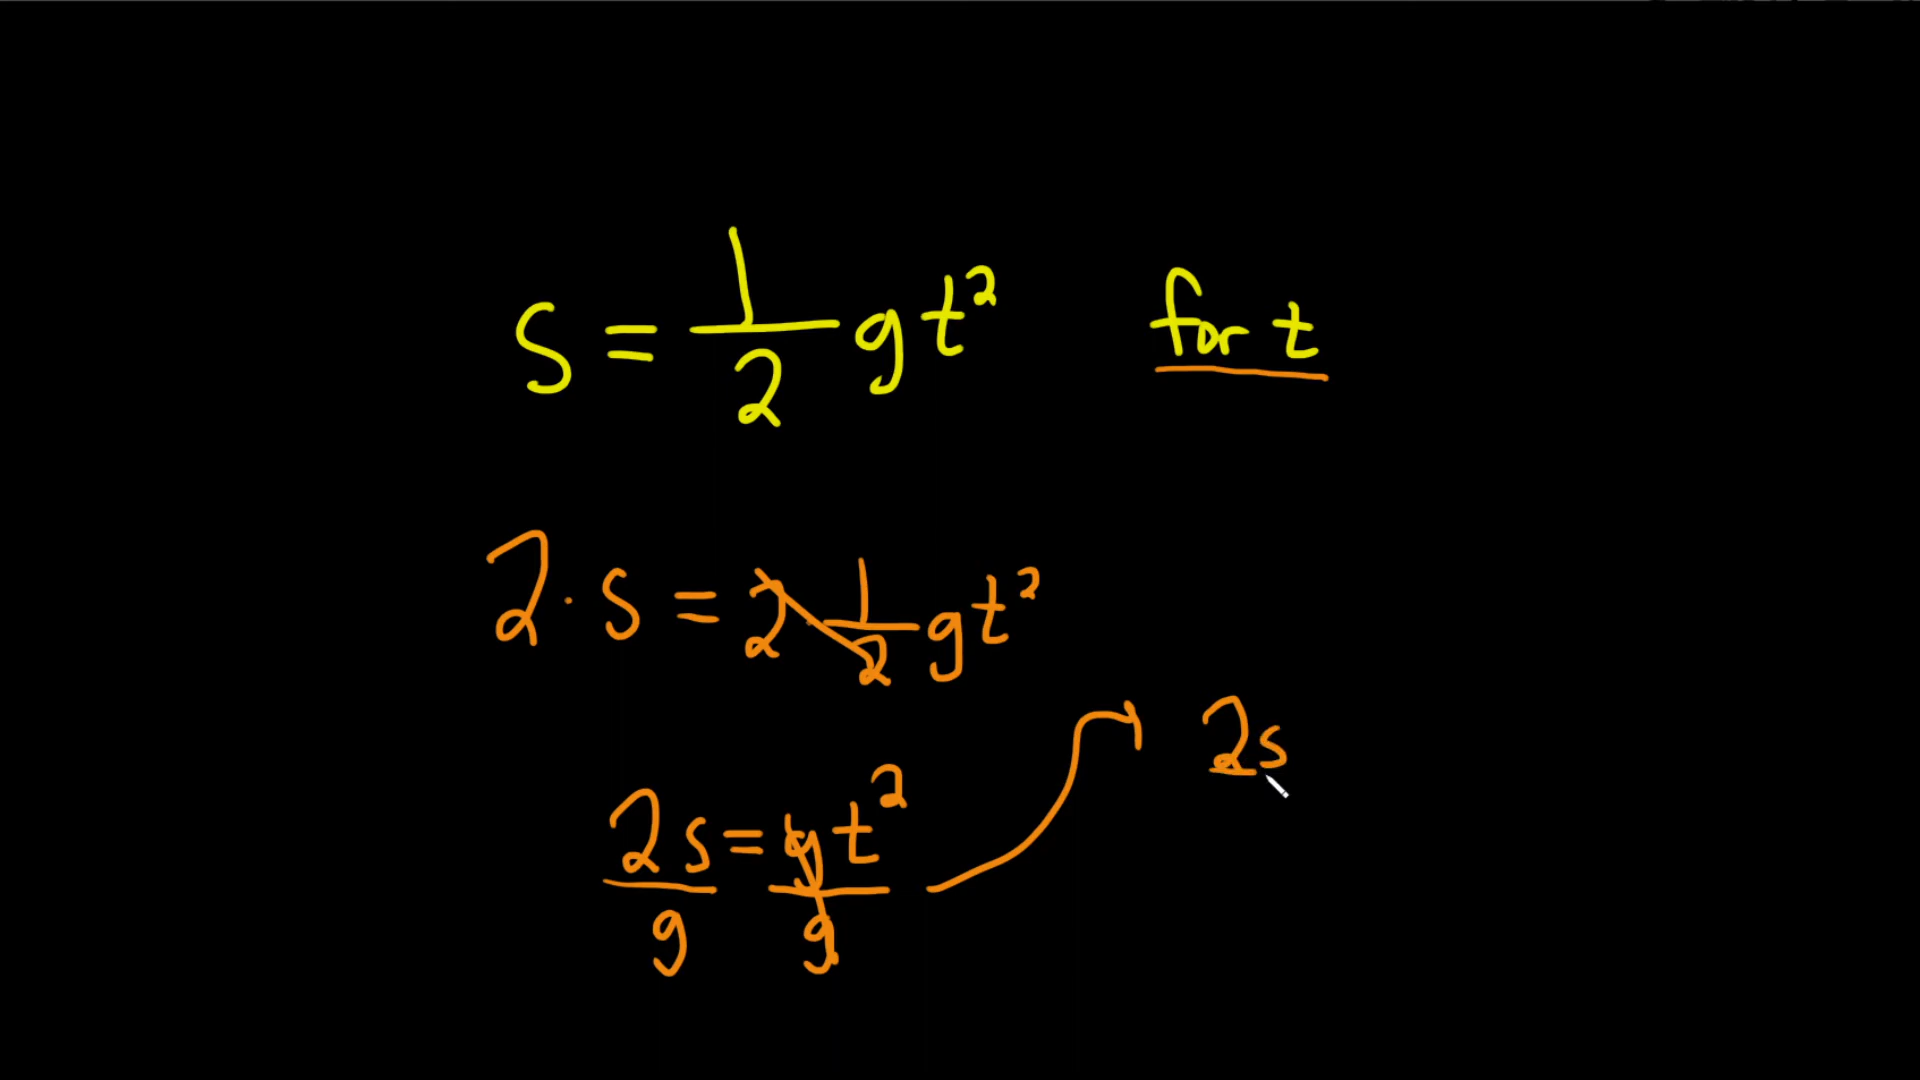 s = 1/2 gt² for t
2 · s = 2 · 1/2 gt²
2s/g = gt²/g
2s